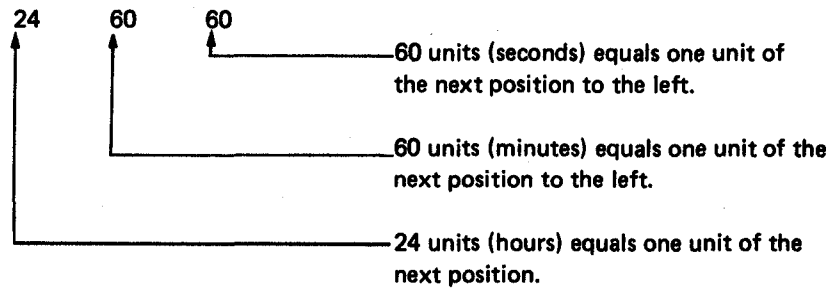 24 60 60
60 units (seconds) equals one unit of
the next position to the left.
60 units (minutes) equals one unit of the
next position to the left.
24 units (hours) equals one unit of the
next position.